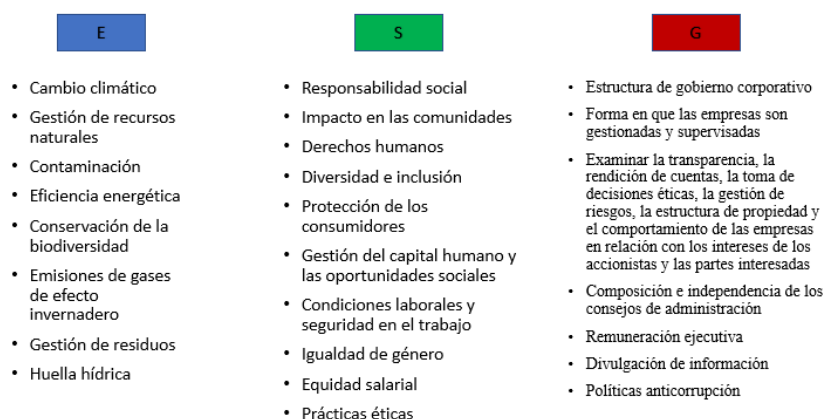 E
Cambio climático
Gestión de recursos
naturales
Contaminación
Eficiencia energética
Conservación de la
biodiversidad
Emisiones de gases
de efecto
invernadero
Gestión de residuos
Huella hídrica
S
Responsabilidad social
Impacto en las comunidades
Derechos humanos
Diversidad e inclusión
Protección de los
consumidores
Gestión del capital humano y
las oportunidades sociales
Condiciones laborales y
seguridad en el trabajo
Igualdad de género
Equidad salarial
Prácticas éticas
G
Estructura de gobierno corporativo
Forma en que las empresas son
gestionadas y supervisadas
Examinar la transparencia, la
rendición de cuentas, la toma de
decisiones éticas, la gestión de
riesgos, la estructura de propiedad y
el comportamiento de las empresas
en relación con los intereses de los
accionistas y las partes interesadas
Composición e independencia de los
consejos de administración
Remuneración ejecutiva
Divulgación de información
Políticas anticorrupción